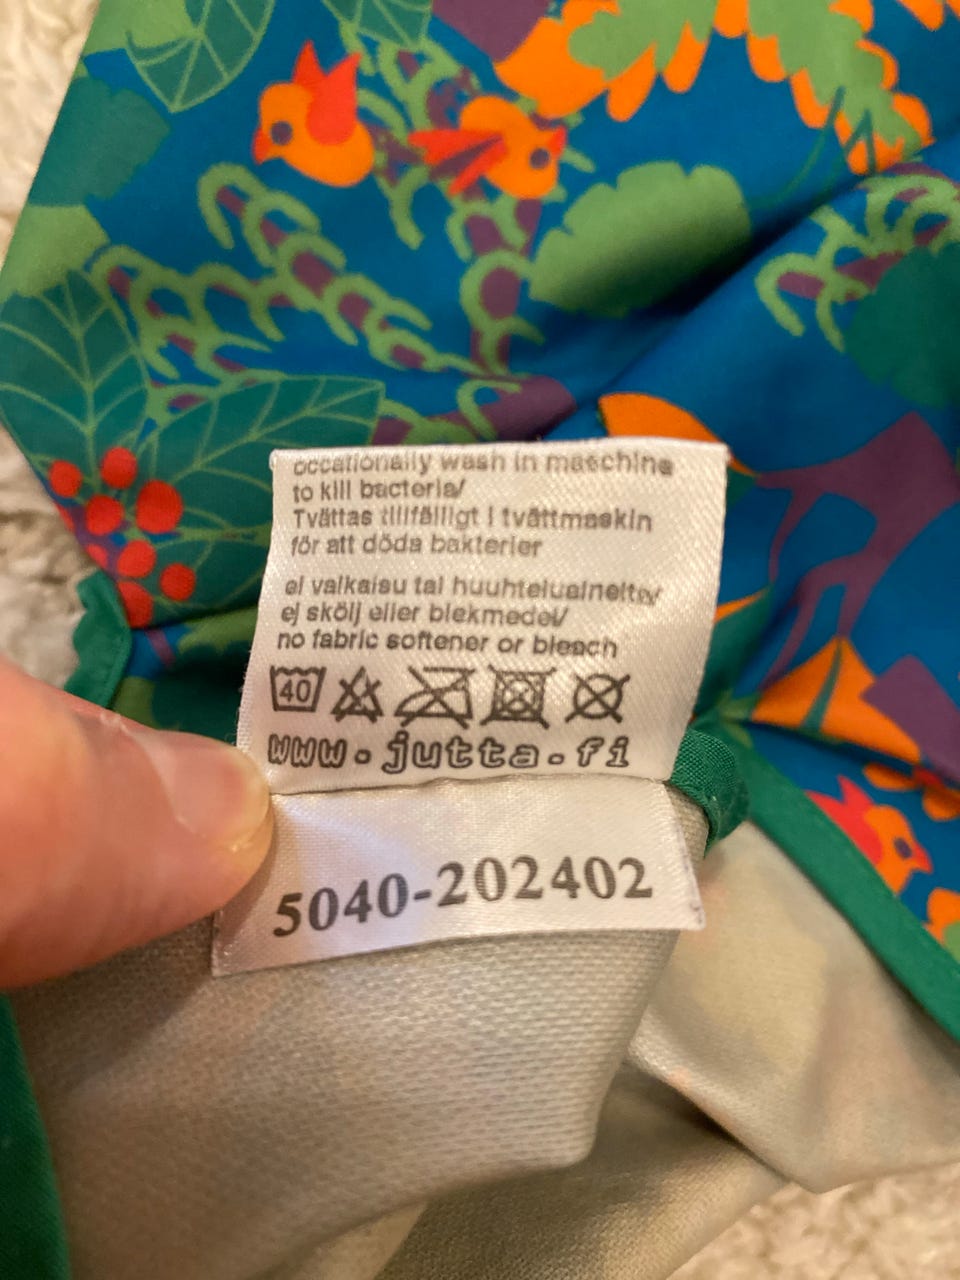 occationally wash in maschine
to kill bacteria/
Tvättas tillfälligt i tvättmaskin
för att döda bakterier
ei valkaisu tai huuhteluaineita/
ej skölj eller blekmedel/
no fabric softener or bleach
40
www.jutta.fi
5040-202402